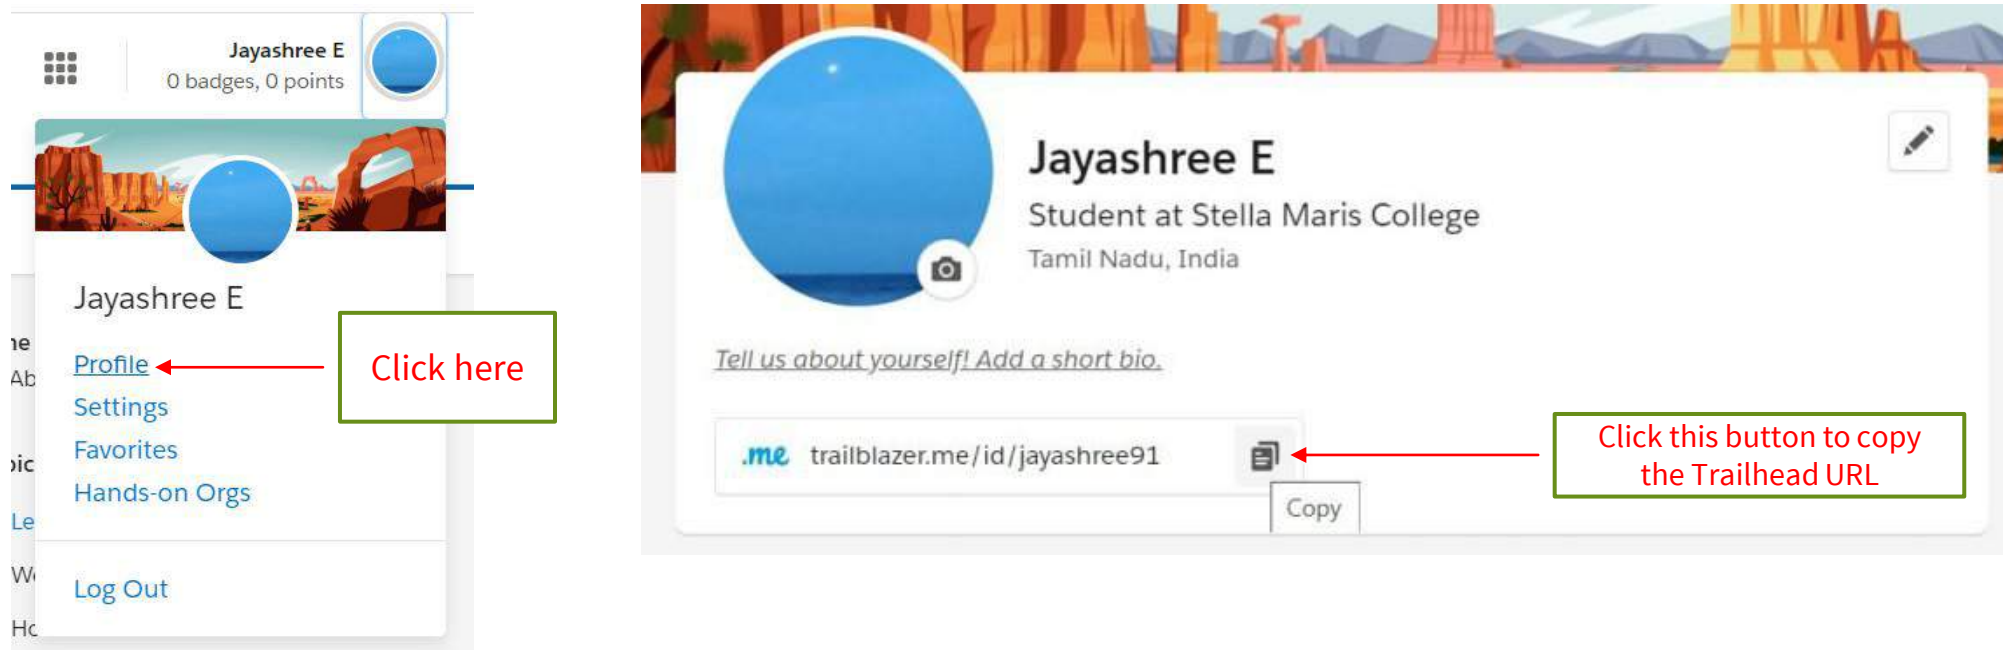 Jayashree E
0 badges, 0 points
Jayashree E
Profile
Click here
Settings
Favorites
Hands-on Orgs
Log Out
Jayashree E
Student at Stella Maris College
Tamil Nadu, India
Tell us about yourself! Add a short bio.
.me trailblazer.me/id/jayashree91
Copy
Click this button to copy
the Trailhead URL